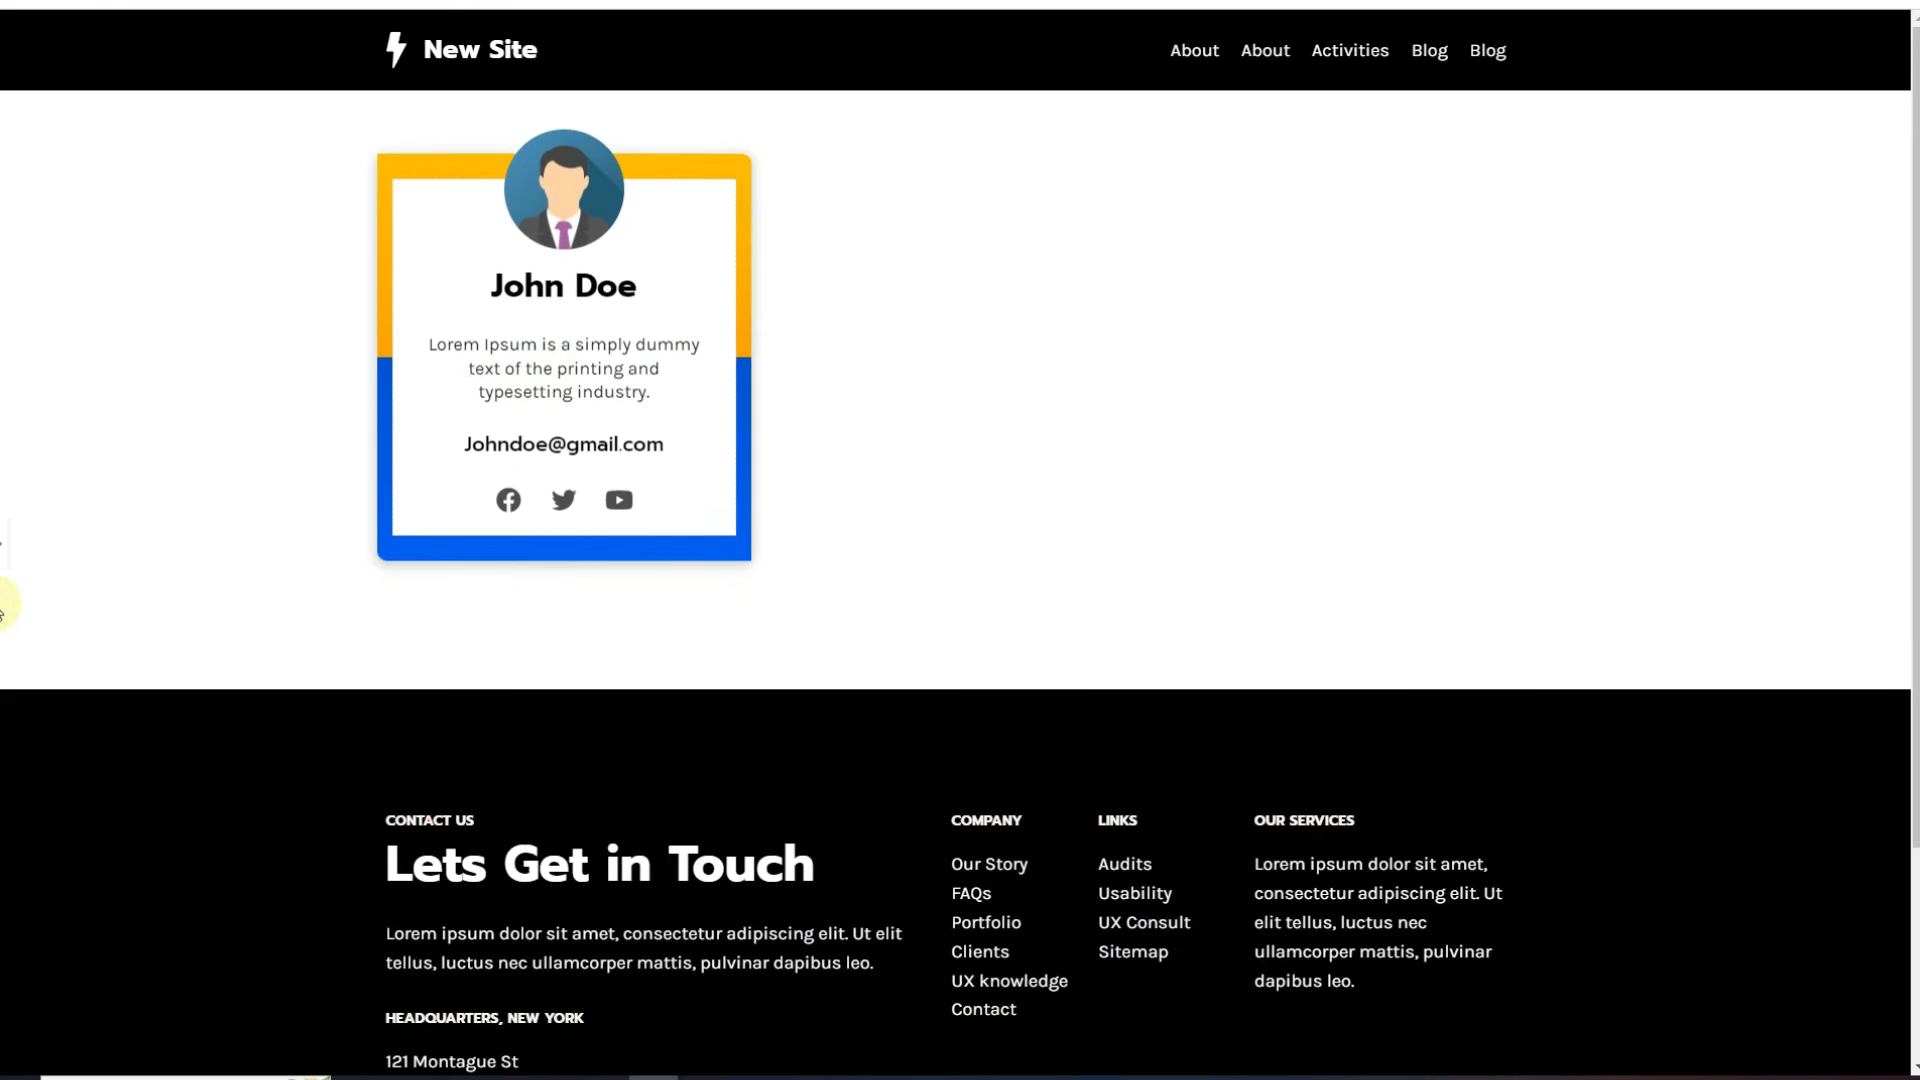 New Site
About About Activities Blog Blog
John Doe
Lorem Ipsum is a simply dummy
text of the printing and
typesetting industry.
Johndoe@gmail.com
CONTACT US
Lets Get in Touch
Lorem ipsum dolor sit amet, consectetur adipiscing elit. Ut elit
tellus, luctus nec ullamcorper mattis, pulvinar dapibus leo.
HEADQUARTERS, NEW YORK
121 Montague St
COMPANY
Our Story
FAQs
Portfolio
Clients
UX knowledge
Contact
LINKS
Audits
Usability
UX Consult
Sitemap
OUR SERVICES
Lorem ipsum dolor sit amet,
consectetur adipiscing elit. Ut
elit tellus, luctus nec
ullamcorper mattis, pulvinar
dapibus leo.